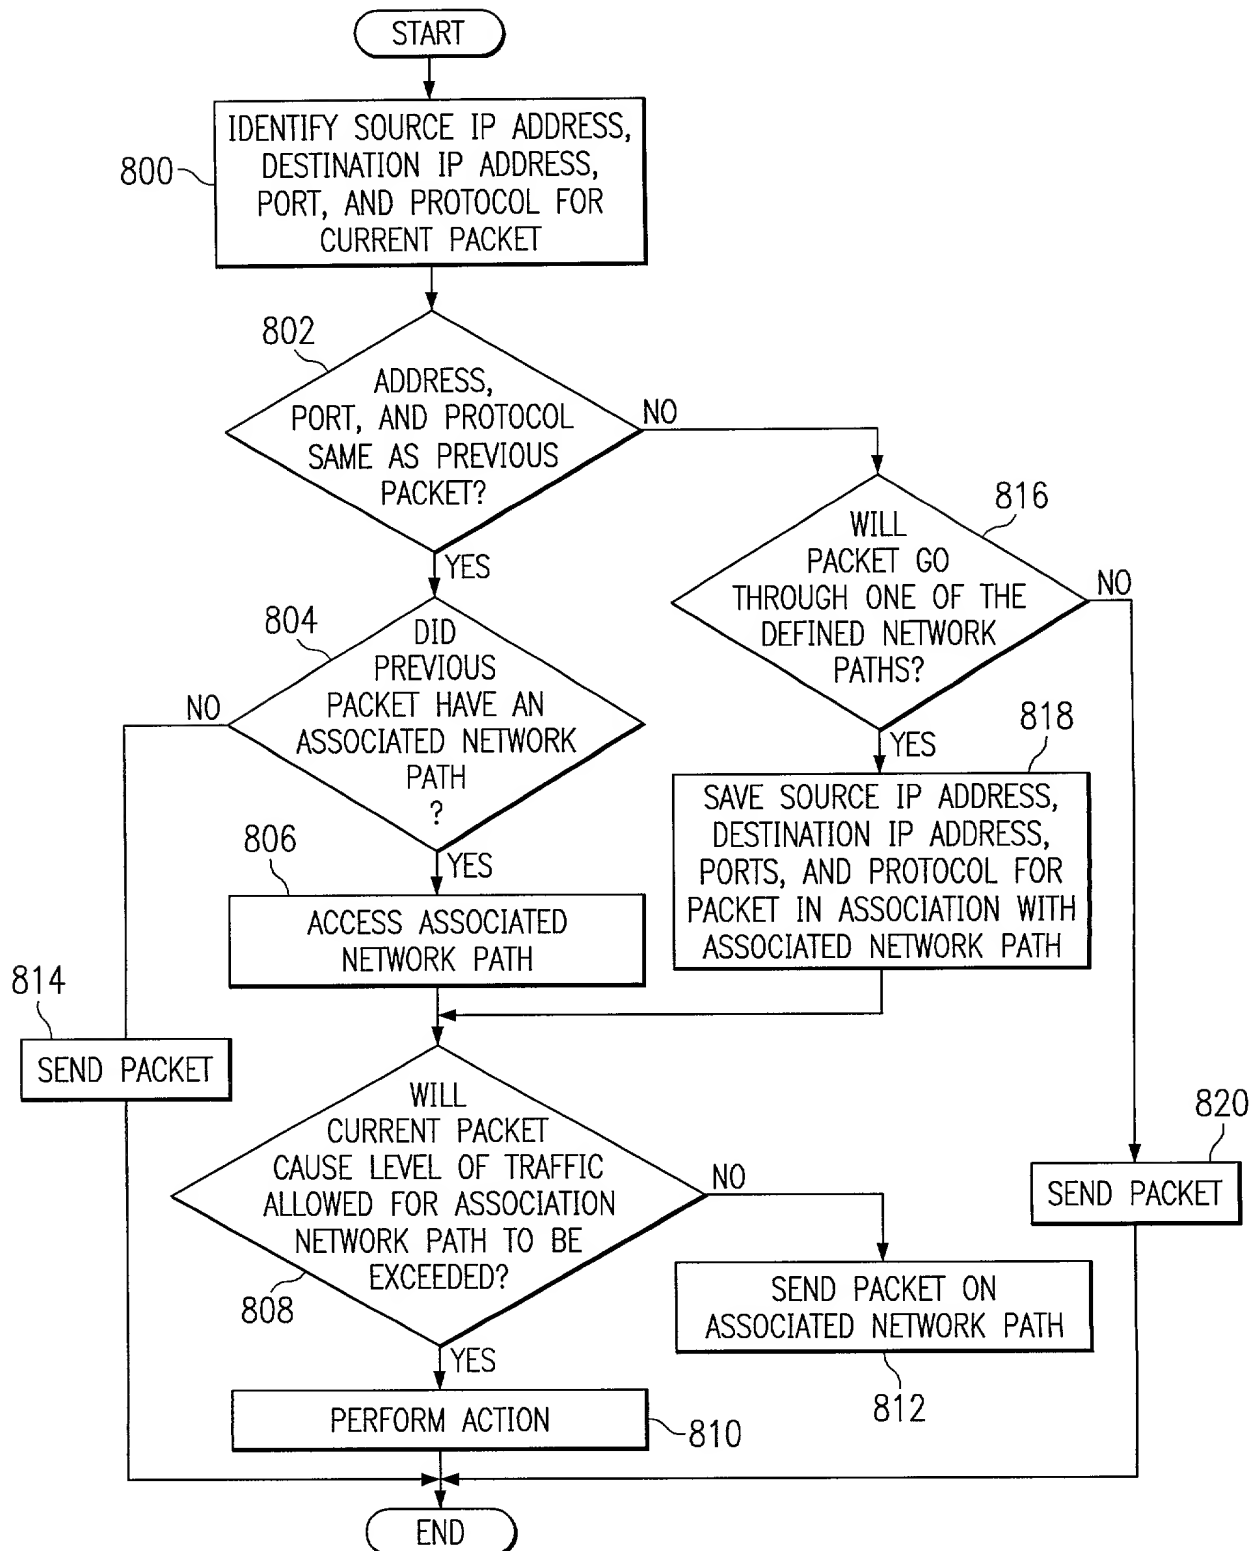 START
800
IDENTIFY SOURCE IP ADDRESS,
DESTINATION IP ADDRESS,
PORT, AND PROTOCOL FOR
CURRENT PACKET
802
ADDRESS,
PORT, AND PROTOCOL
SAME AS PREVIOUS
PACKET?
NO
YES
816
WILL
PACKET GO
THROUGH ONE OF THE
DEFINED NETWORK
PATHS?
NO
YES
804
DID
PREVIOUS
PACKET HAVE AN
ASSOCIATED NETWORK
PATH
?
NO
YES
818
SAVE SOURCE IP ADDRESS,
DESTINATION IP ADDRESS,
PORTS, AND PROTOCOL FOR
PACKET IN ASSOCIATION WITH
ASSOCIATED NETWORK PATH
806
ACCESS ASSOCIATED
NETWORK PATH
814
SEND PACKET
WILL
CURRENT PACKET
CAUSE LEVEL OF TRAFFIC
ALLOWED FOR ASSOCIATION
NETWORK PATH TO BE
EXCEEDED?
808
NO
YES
820
SEND PACKET
SEND PACKET ON
ASSOCIATED NETWORK PATH
812
PERFORM ACTION
810
END